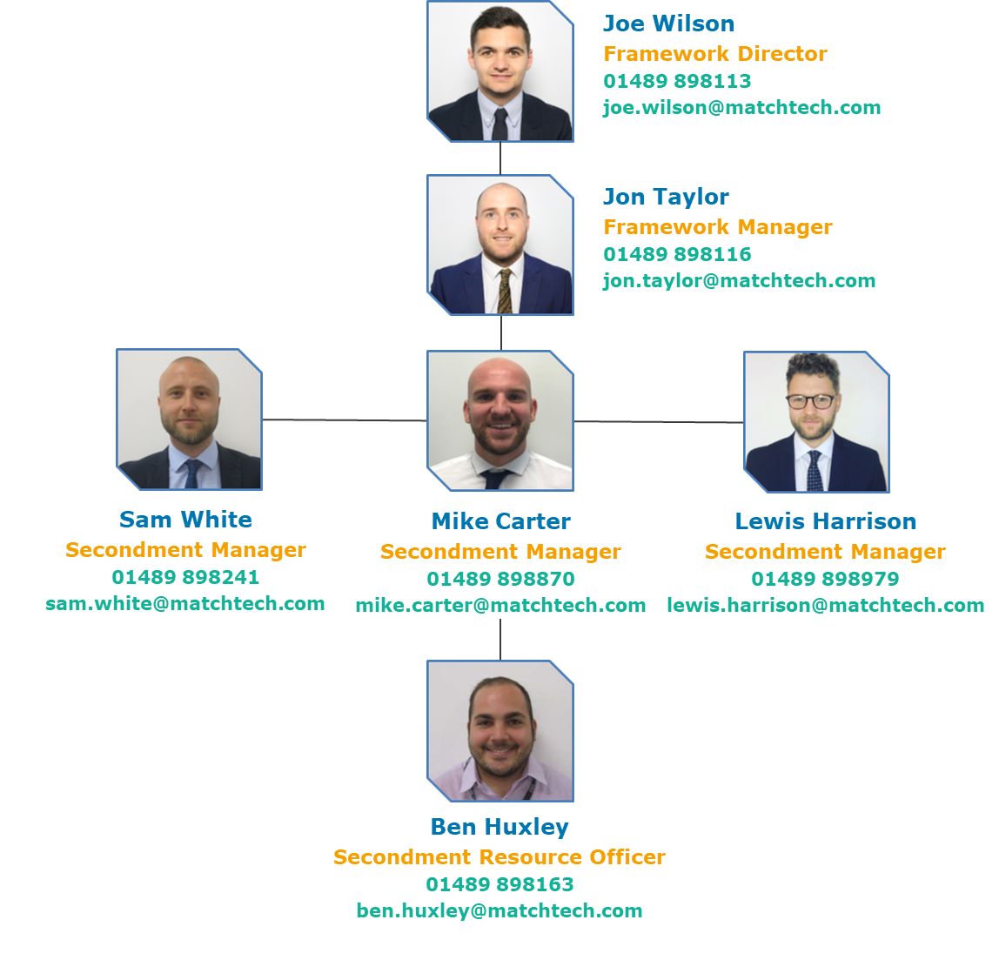 Joe Wilson
Framework Director
01489 898113
joe.wilson@matchtech.com
Jon Taylor
Framework Manager
01489 898116
jon.taylor@matchtech.com
Sam White
Secondment Manager
01489 898241
sam.white@matchtech.com
Mike Carter
Secondment Manager
01489 898870
mike.carter@matchtech.com
Lewis Harrison
Secondment Manager
01489 898979
lewis.harrison@matchtech.com
Ben Huxley
Secondment Resource Officer
01489 898163
ben.huxley@matchtech.com